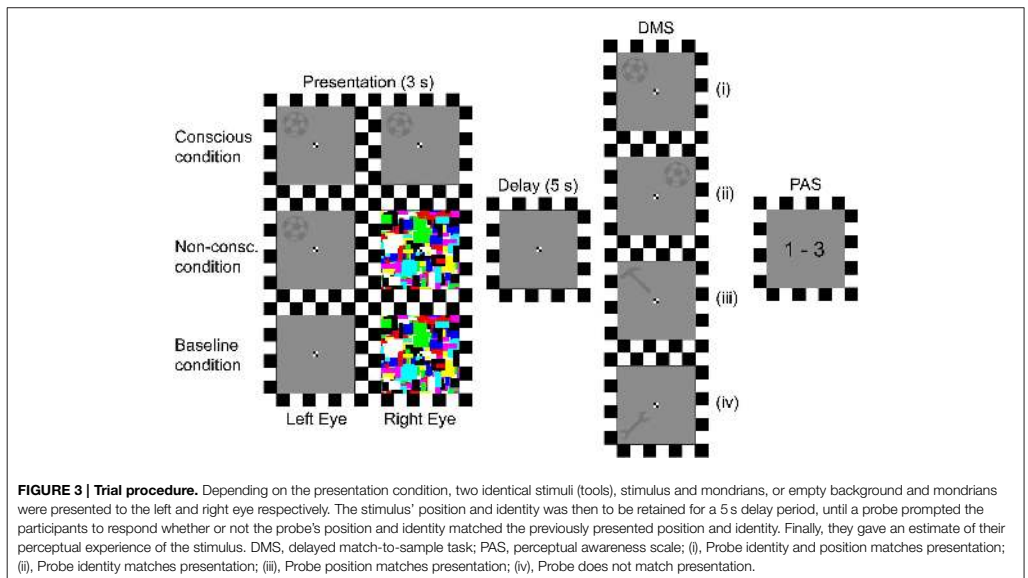 DMS
Presentation (3 s)
(i)
Conscious
condition
Delay (5 s)
(ii)
PAS
Non-consc.
condition
1 - 3
(iii)
Baseline
condition
(iv)
Left Eye
Right Eye
FIGURE 3 | Trial procedure. Depending on the presentation condition, two identical stimuli (tools), stimulus and mondrians, or empty background and mondrians
were presented to the left and right eye respectively. The stimulus' position and identity was then to be retained for a 5 s delay period, until a probe prompted the
participants to respond whether or not the probe's position and identity matched the previously presented position and identity. Finally, they gave an estimate of their
perceptual experience of the stimulus. DMS, delayed match-to-sample task; PAS, perceptual awareness scale; (i), Probe identity and position matches presentation;
(ii), Probe identity matches presentation; (iii), Probe position matches presentation; (iv), Probe does not match presentation.